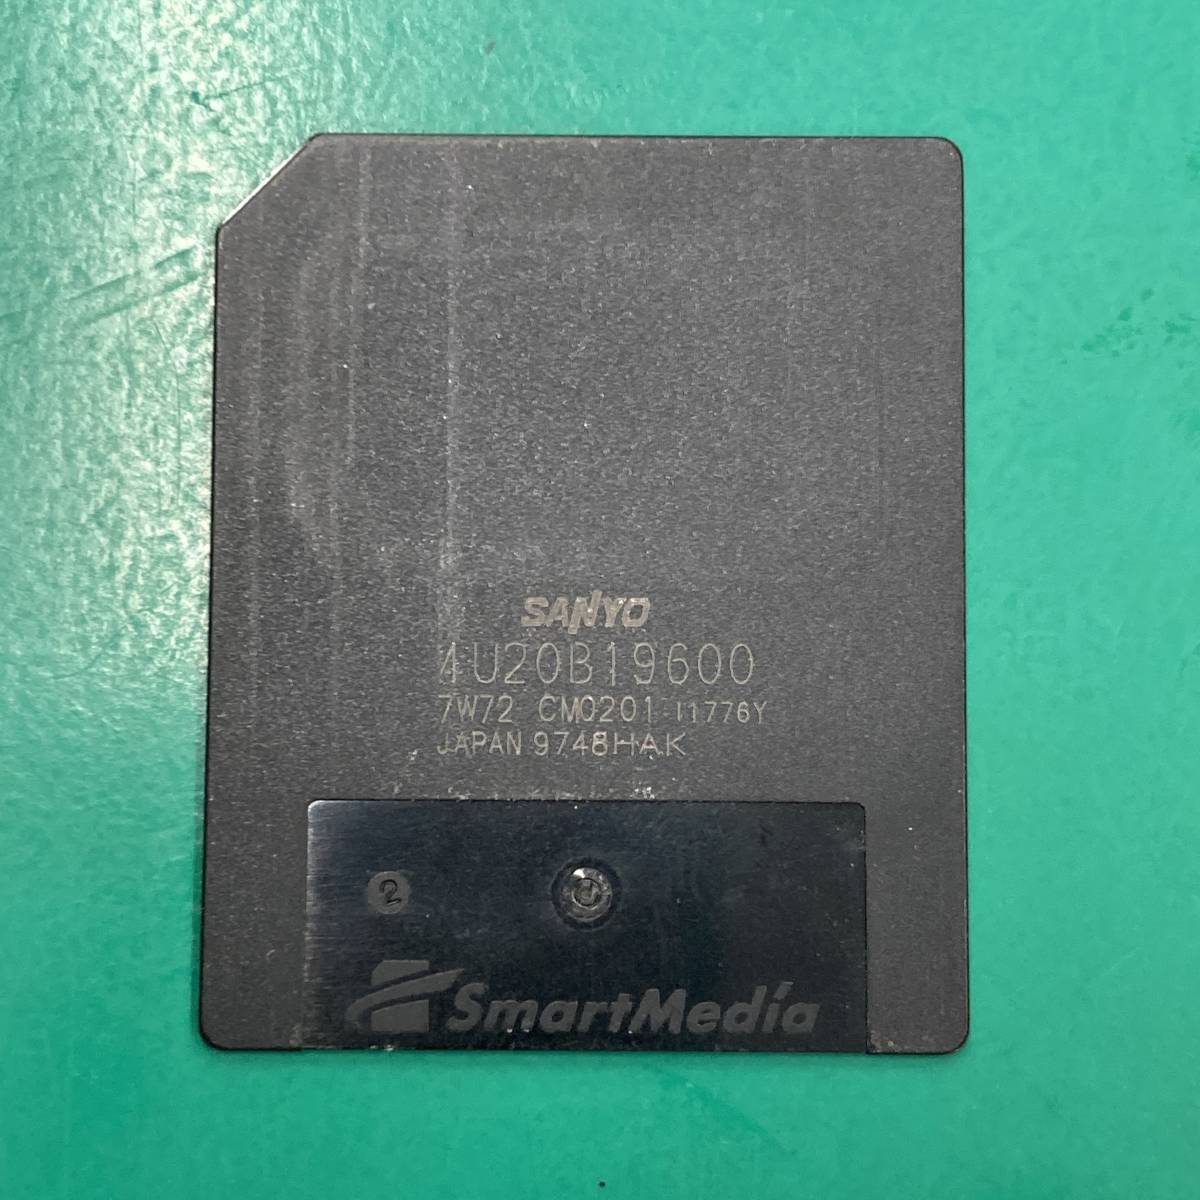 SANYO
4U20B19600
7W72 CM0201 I1776Y
JAPAN 9748HAK
2
SmartMedia